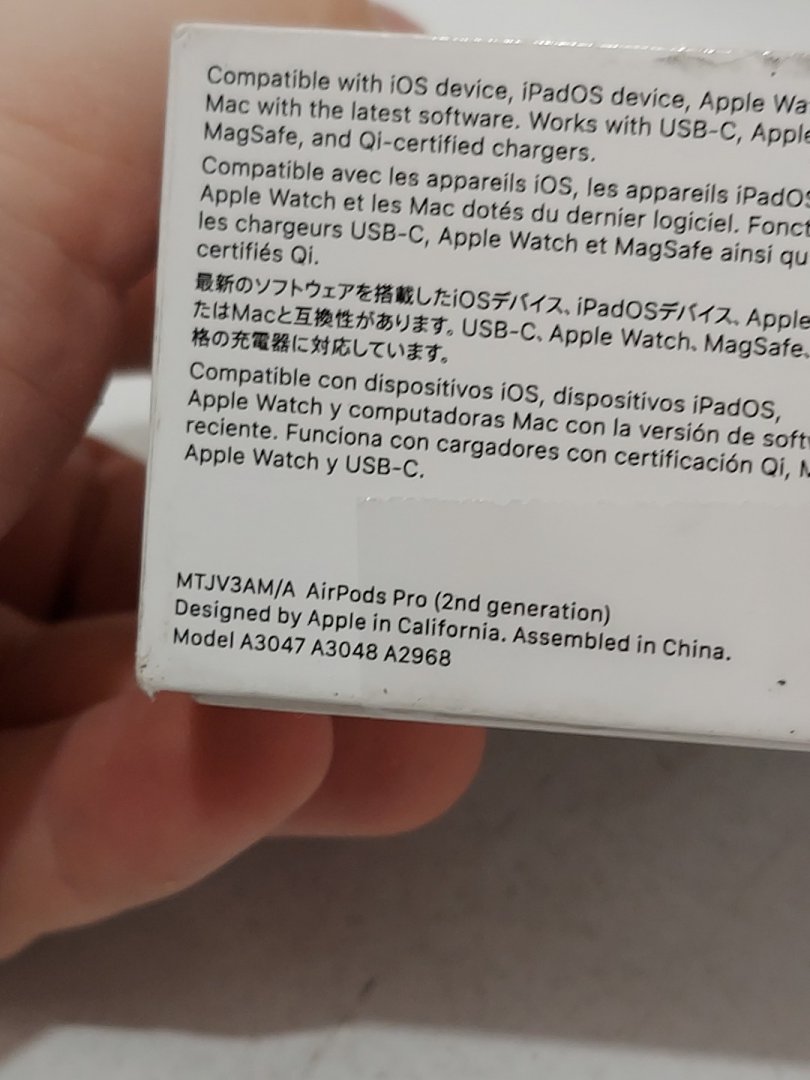 Compatible with iOS device, iPadOS device, Apple Wa
Mac with the latest software. Works with USB-C, Apple
MagSafe, and Qi-certified chargers.
Compatible avec les appareils iOS, les appareils iPadOS
Apple Watch et les Mac dotés du dernier logiciel. Fonct
les chargeurs USB-C, Apple Watch et MagSafe ainsi qu
certifiés Qi.
最新のソフトウェアを搭載したiOSデバイス、iPadOSデバイス、Apple
たはMacと互換性があります。USB-C、Apple Watch、MagSafe、
格の充電器に対応しています。
Compatible con dispositivos iOS, dispositivos iPadOS,
Apple Watch y computadoras Mac con la versión de soft
reciente. Funciona con cargadores con certificación Qi, M
Apple Watch y USB-C.
MTJV3AM/A AirPods Pro (2nd generation)
Designed by Apple in California. Assembled in China.
Model A3047 A3048 A2968